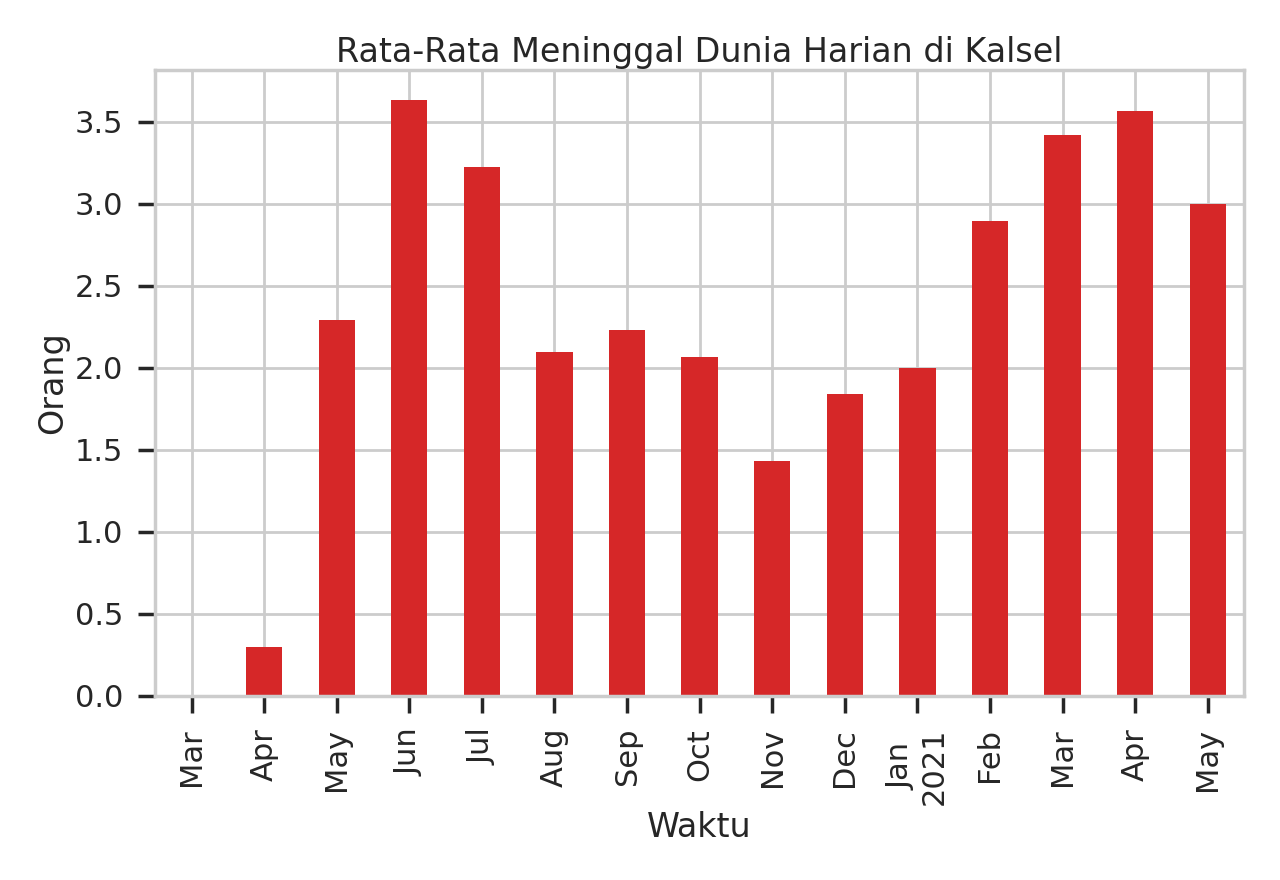 Rata-Rata Meninggal Dunia Harian di Kalsel
Orang
3.5
3.0
2.5
2.0
1.5
1.0
0.5
0.0
Mar
Apr
May
Jun
Jul
Aug
Sep
Oct
Nov
Dec
Jan
2021
Feb
Mar
Apr
May
Waktu